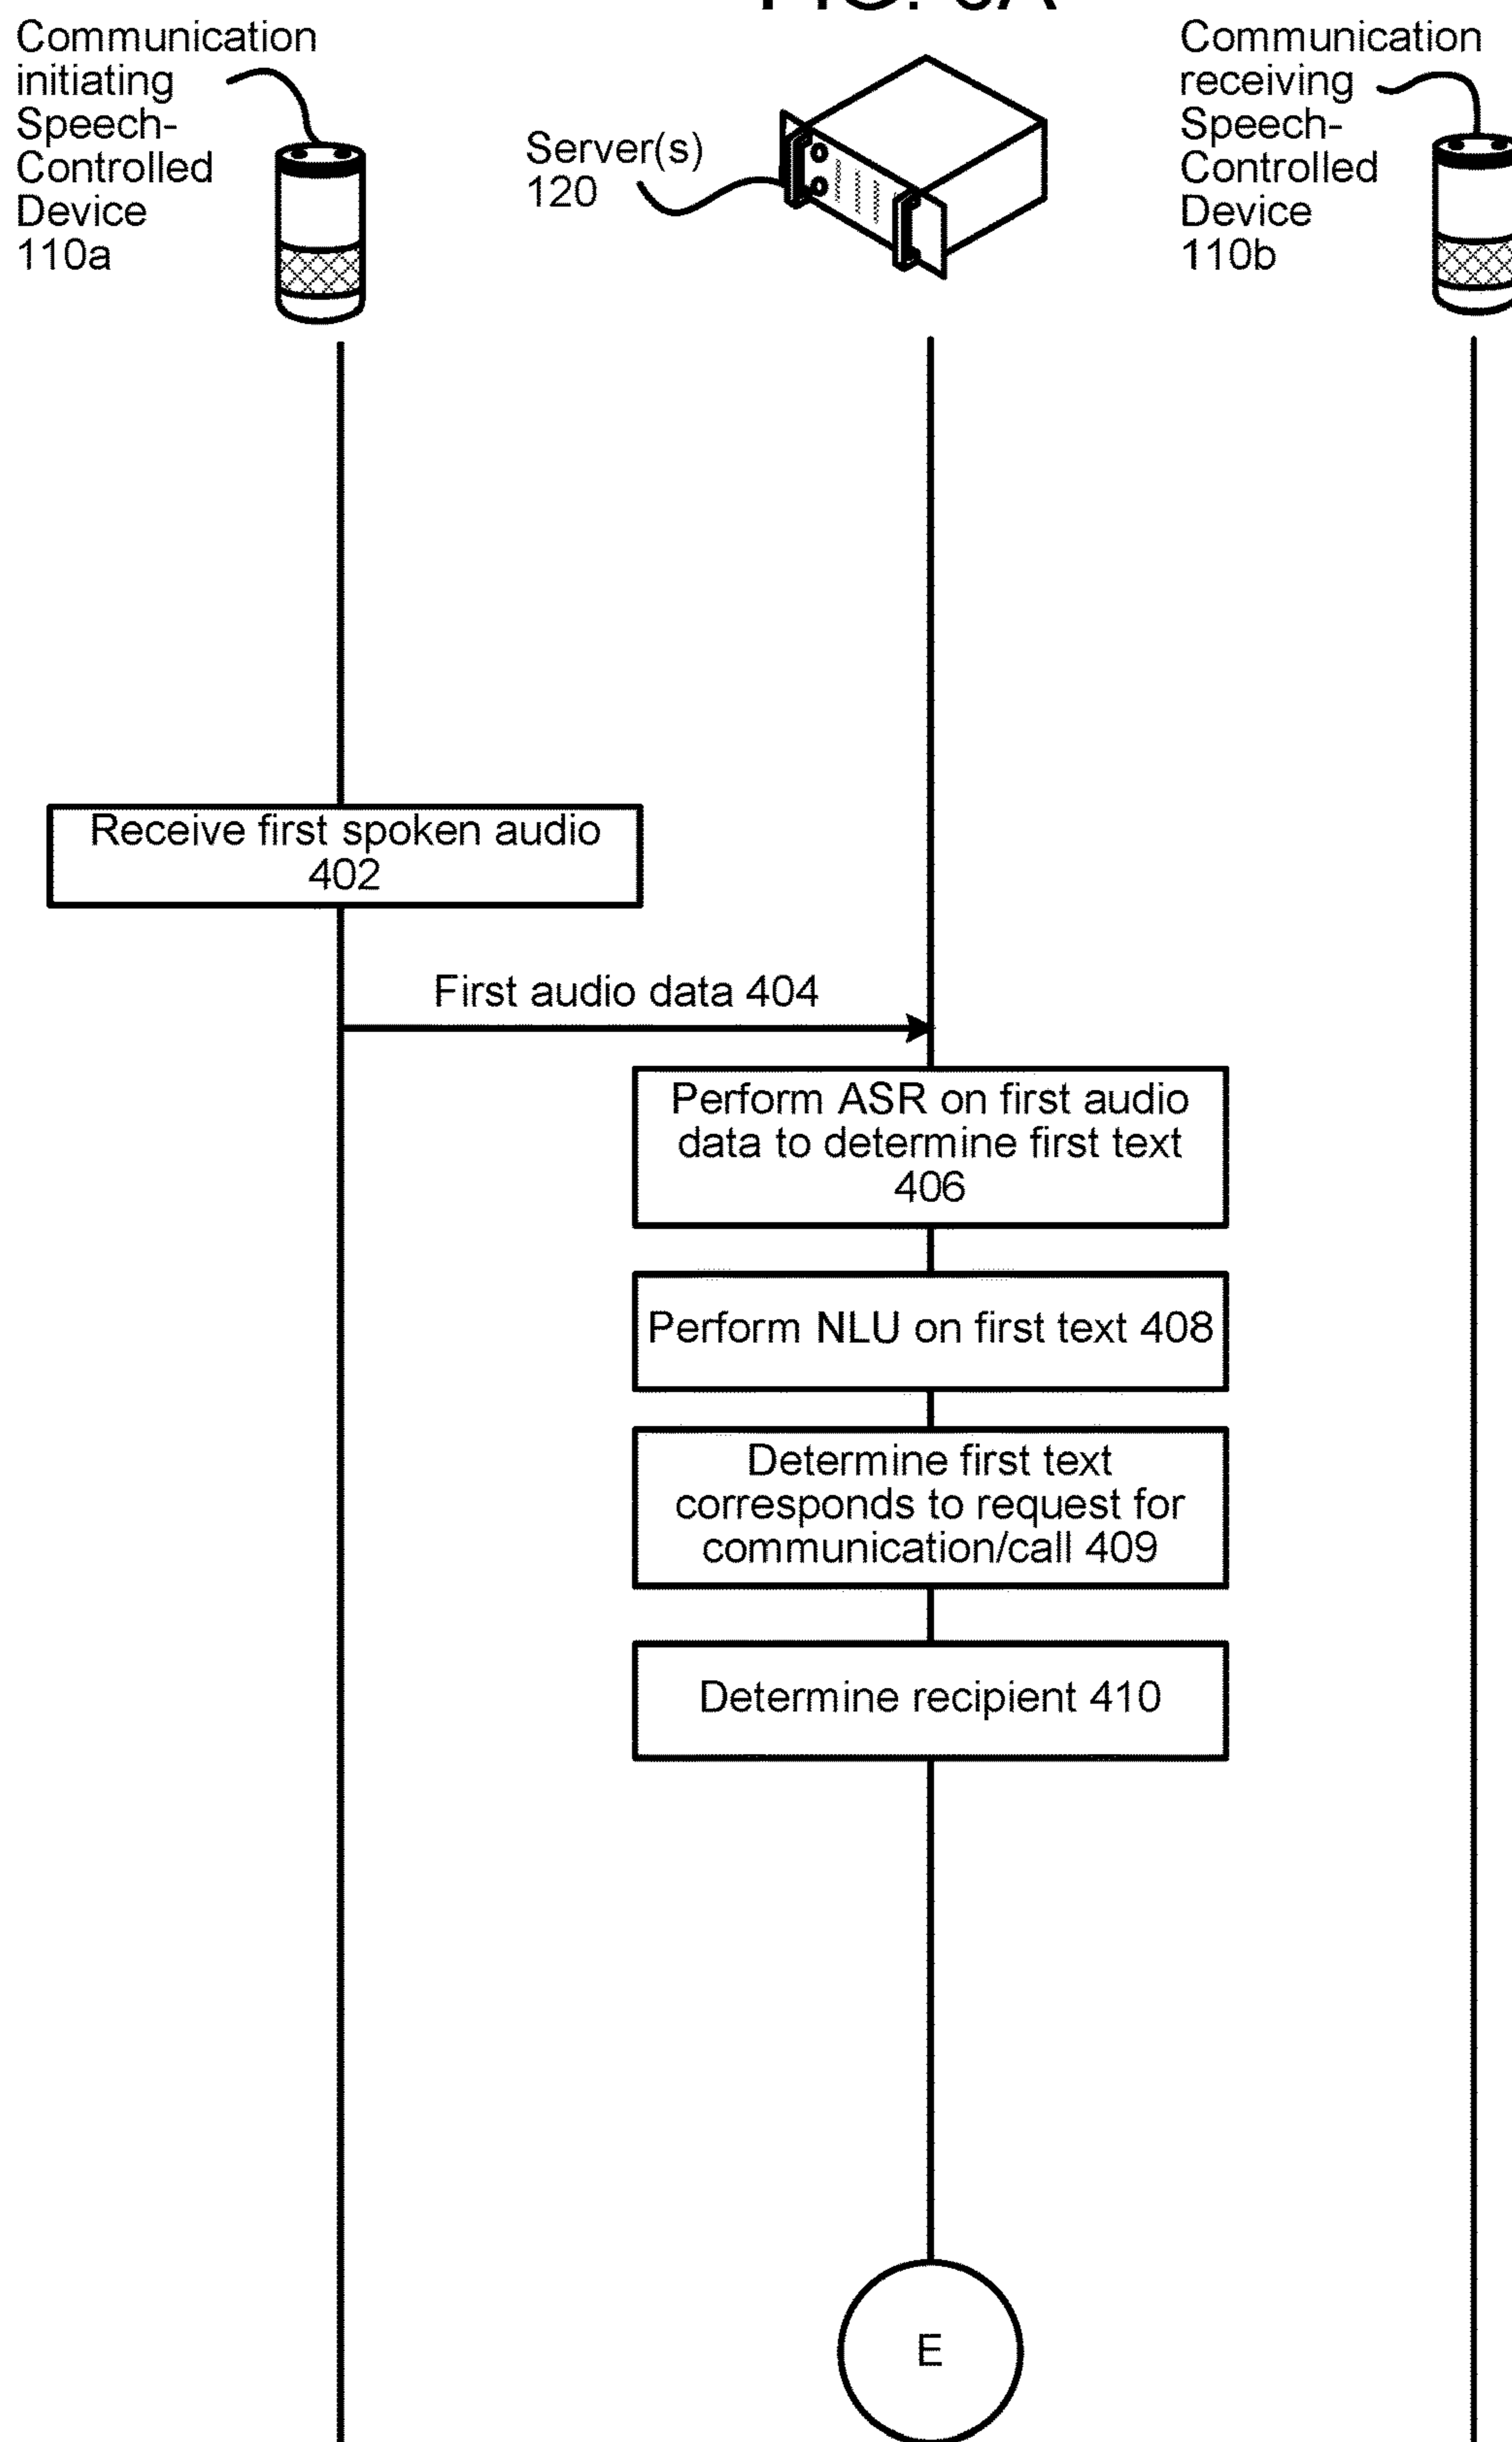 FIG.
Communication
initiating
Speech-
Controlled
Device
110a
Server(s)
120
Communication
receiving
Speech-
Controlled
Device
110b
Receive first spoken audio
402
First audio data 404
Perform ASR on first audio
data to determine first text
406
Perform NLU on first text 408
Determine first text
corresponds to request for
communication/call 409
Determine recipient 410
E